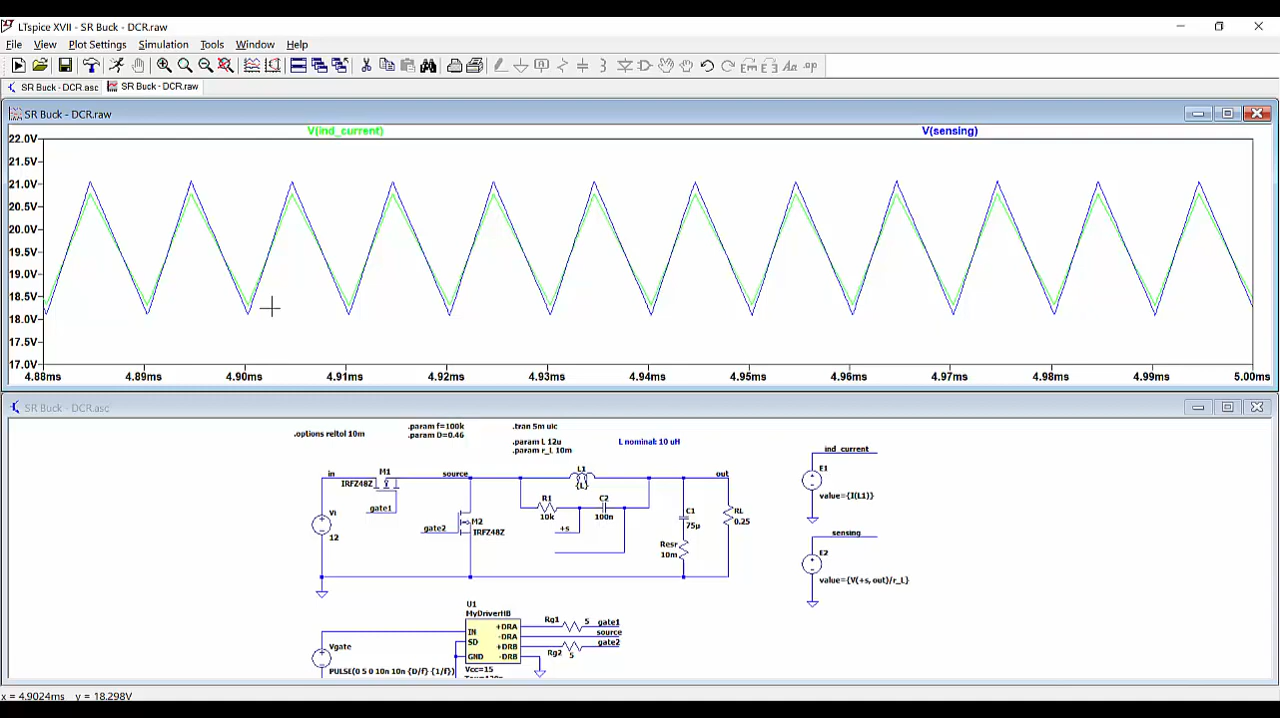 LTspice XVII - SR Buck - DCR.raw
File View Plot Settings Simulation Tools Window Help
SR Buck - DCR.asc SR Buck - DCR.raw
SR Buck - DCR.raw
V(ind_current) V(sensing)
22.0V
21.5V
21.0V
20.5V
20.0V
19.5V
19.0V
18.5V
18.0V
17.5V
17.0V
4.88ms 4.89ms 4.90ms 4.91ms 4.92ms 4.93ms 4.94ms 4.95ms 4.96ms 4.97ms 4.98ms 4.99ms 5.00ms
SR Buck - DCR.asc
.options reltol 10m
.param f=100k
.param D=0.46
.tran 5m uic
.param L 12u
.param r_L 10m
L nominal: 10 uH
in
M1
IRFZ48Z
gate1
source
L1
{L}
out
R1
10k
C2
100n
+s
Vi
12
gate2
M2
IRFZ48Z
C1
75µ
Resr
10m
RL
0.25
ind_current
E1
value={I(L1)}
sensing
E2
value={V(+s, out)/r_L}
U1
MyDriverHB
IN
SD
GND
+DRA
-DRA
+DRB
-DRB
Vcc=15
Rg1
5
gate1
source
gate2
Rg2
5
Vgate
PULSE(0 5 0 10n 10n {D/f} {1/f})
x = 4.9024ms y = 18.298V